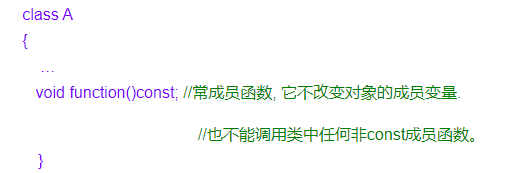 class A
{
...
void function()const; //常成员函数, 它不改变对象的成员变量.
//也不能调用类中任何非const成员函数。
}